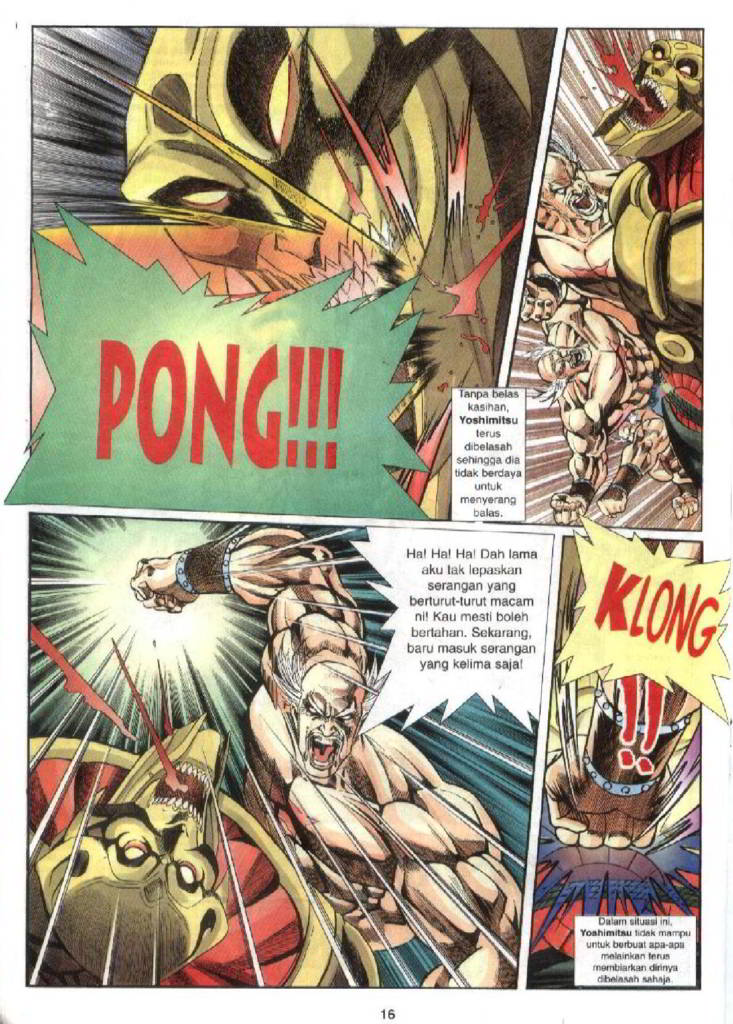 PONG!!!
Tanpa belas
kasihan,
Yoshimitsu
terus
dibelasah
sehingga dia
tidak berdaya
untuk
menyerang
balas.
Ha! Ha! Ha! Dah lama
aku tak lepaskan
serangan yang
berturut-turut macam
ni! Kau mesti boleh
bertahan. Sekarang,
baru masuk serangan
yang kelima saja!
KLONG
!!
Dalam situasi ini,
Yoshimitsu tidak mampu
untuk berbuat apa-apa
melainkan terus
membiarkan dirinya
dibelasah sahaja.
16